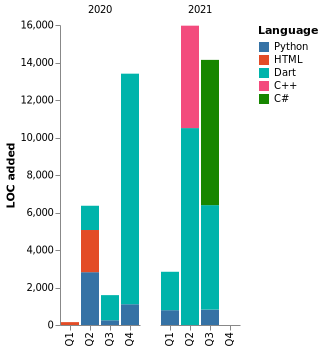 2020
2021
Language
Python
HTML
Dart
C++
C#
LOC added
16,000
14,000
12,000
10,000
8,000
6,000
4,000
2,000
0
Q1
Q2
Q3
Q4
Q1
Q2
Q3
Q4